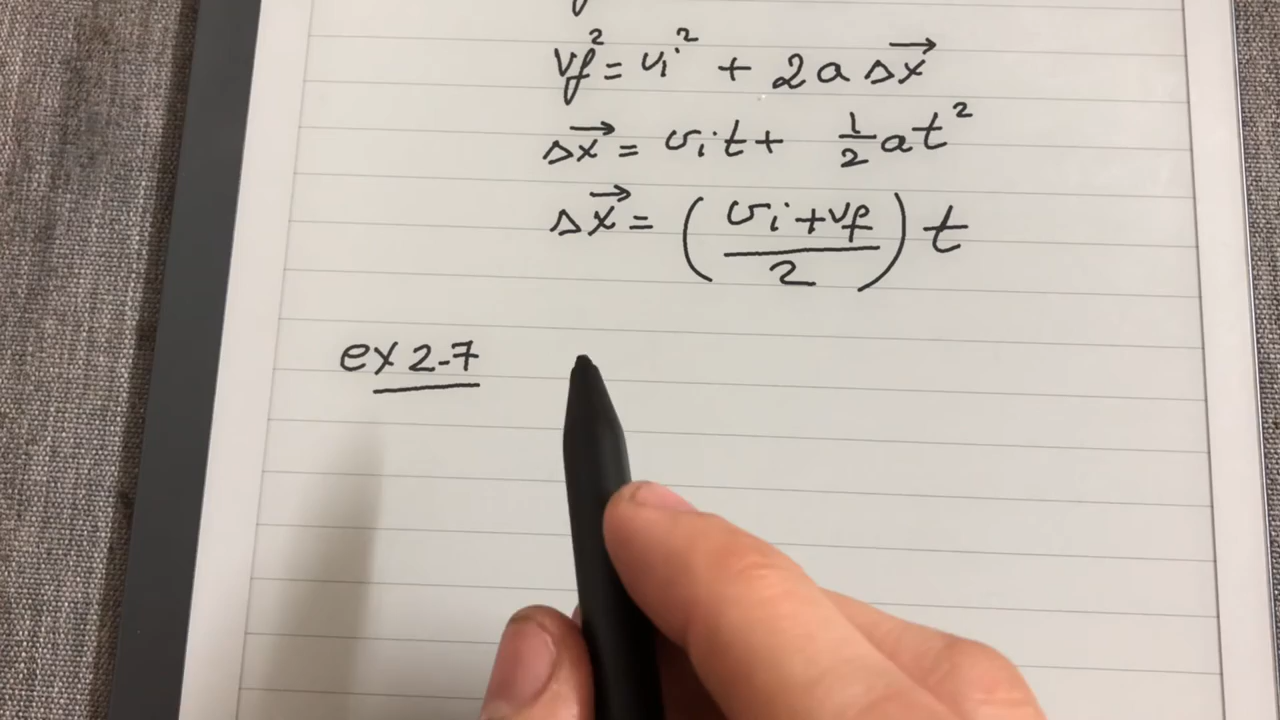 vf² = vi² + 2aΔx⃗
Δx⃗ = vit + ½at²
Δx⃗ = ((vi+vf)/2) t
ex 2-7